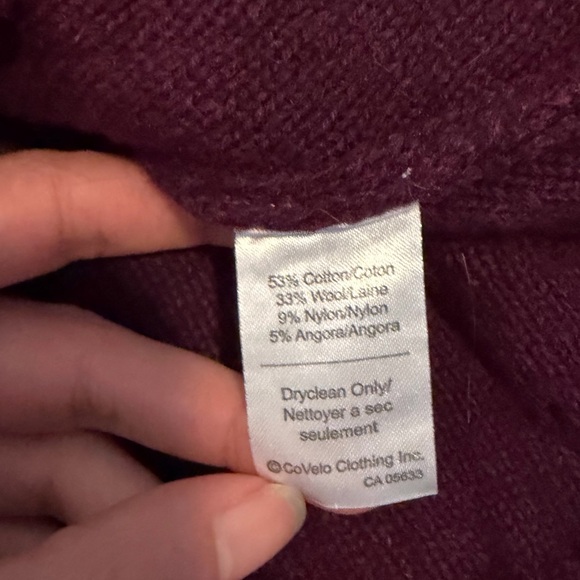 53% Cotton/Coton
33% Wool/Laine
9% Nylon/Nylon
5% Angora/Angora
Dryclean Only/
Nettoyer a sec
seulement
©CoVelo Clothing Inc.
CA 05633